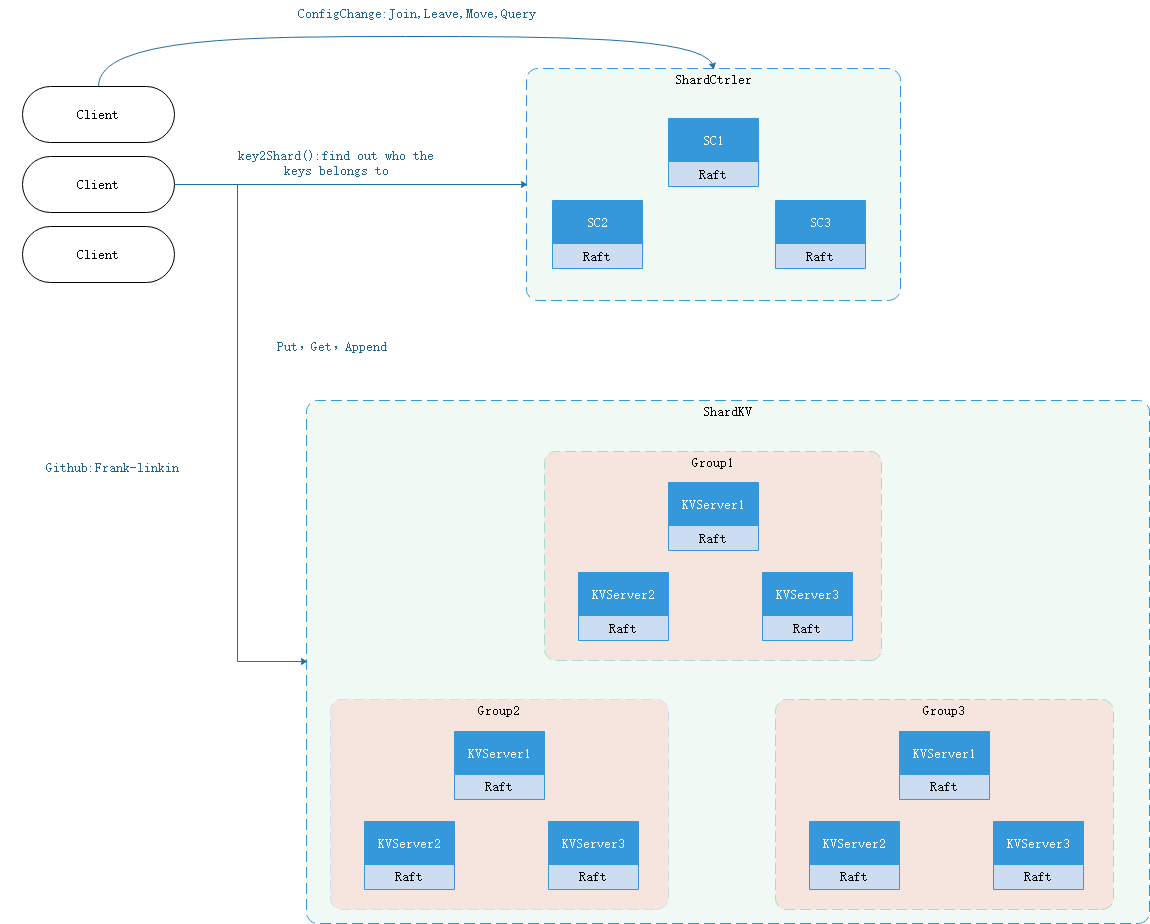 ConfigChange:Join,Leave,Move,Query
Client
Client
Client
key2Shard():find out who the
keys belongs to
ShardCtrler
SC1
Raft
SC2
Raft
SC3
Raft
Put，Get，Append
Github:Frank-linkin
ShardKV
Group1
KVServer1
Raft
KVServer2
Raft
KVServer3
Raft
Group2
KVServer1
Raft
KVServer2
Raft
KVServer3
Raft
Group3
KVServer1
Raft
KVServer2
Raft
KVServer3
Raft